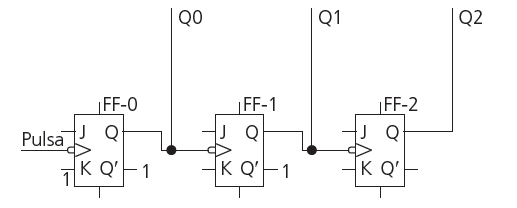 Q0 Q1 Q2
FF-0 FF-1 FF-2
J Q J Q J Q
Pulsa
K Q' K Q' K Q'
1 1 1